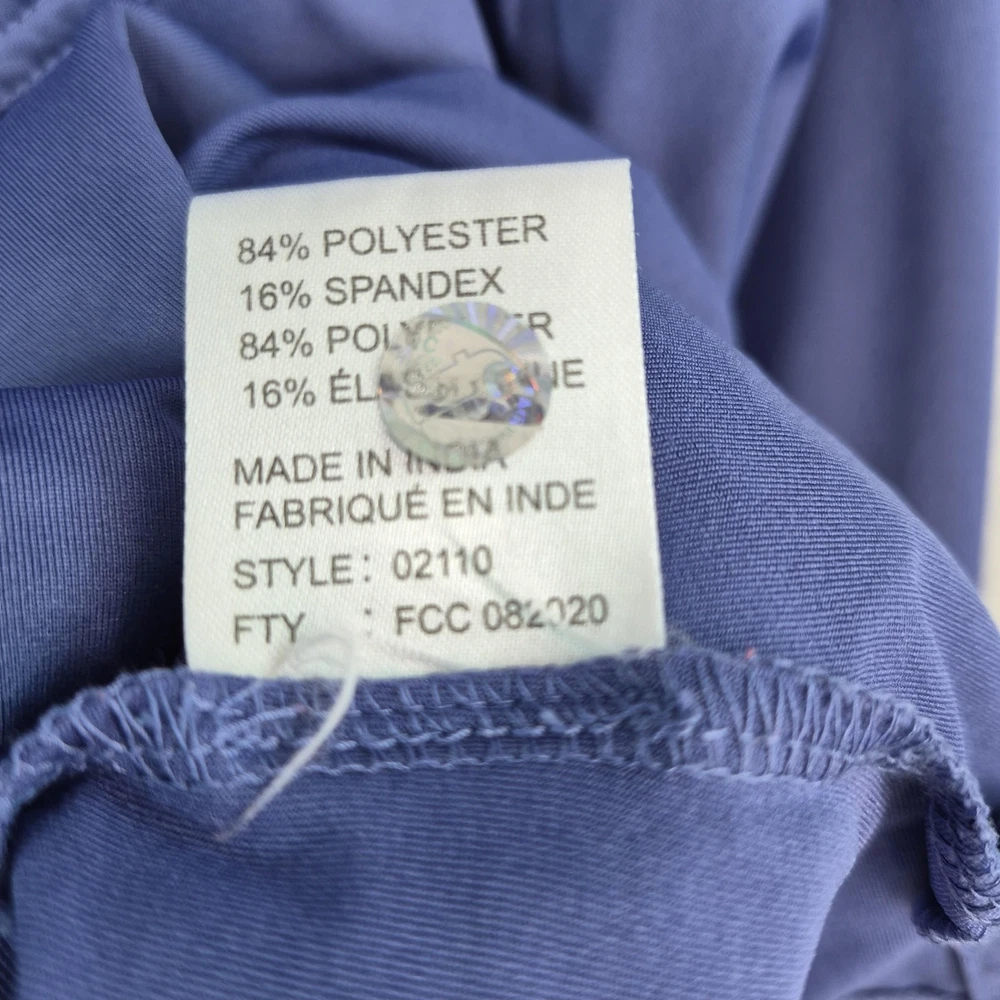 84% POLYESTER
16% SPANDEX
84%
16%
MADE IN INDIA
FABRIQUÉ EN INDE
STYLE: 02110
FTY : FCC 082020